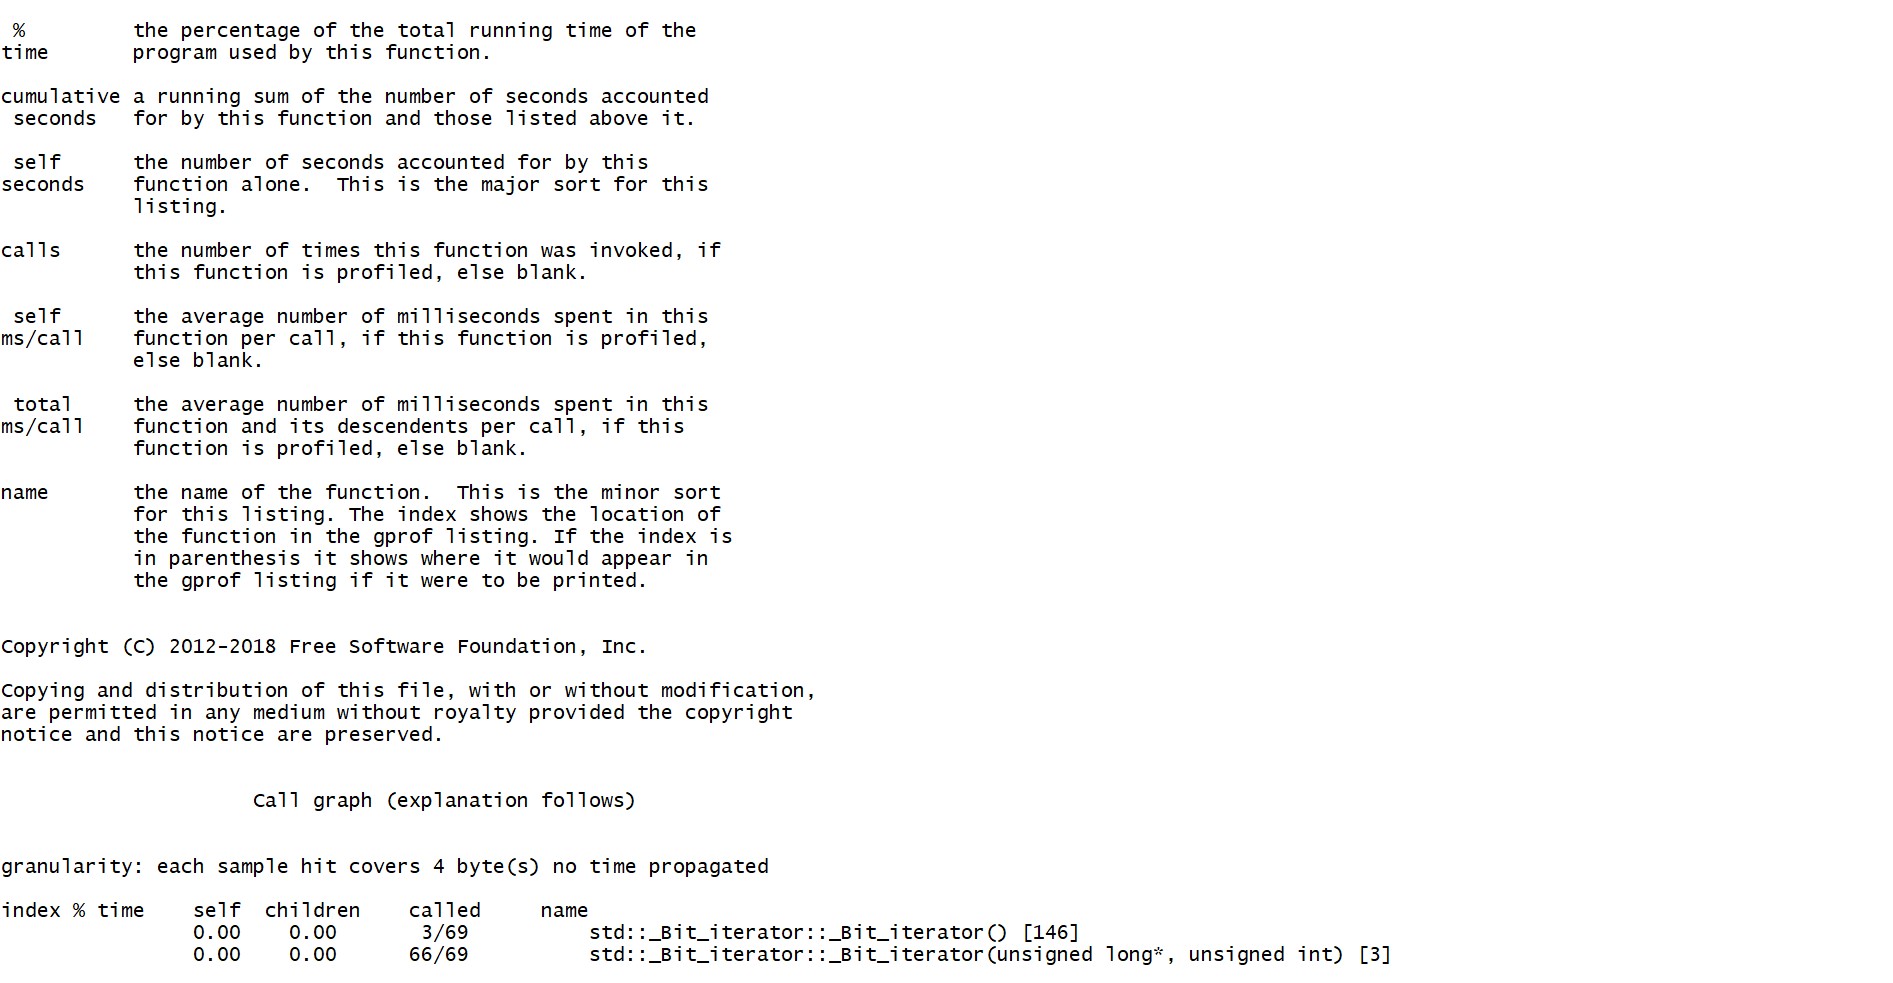 %         the percentage of the total running time of the
time       program used by this function.

cumulative a running sum of the number of seconds accounted
 seconds   for by this function and those listed above it.

 self      the number of seconds accounted for by this
seconds    function alone.  This is the major sort for this
           listing.

calls      the number of times this function was invoked, if
           this function is profiled, else blank.

 self      the average number of milliseconds spent in this
ms/call    function per call, if this function is profiled,
           else blank.

 total     the average number of milliseconds spent in this
ms/call    function and its descendents per call, if this
           function is profiled, else blank.

name       the name of the function.  This is the minor sort
           for this listing. The index shows the location of
           the function in the gprof listing. If the index is
           in parenthesis it shows where it would appear in
           the gprof listing if it were to be printed.

Copyright (C) 2012-2018 Free Software Foundation, Inc.

Copying and distribution of this file, with or without modification,
are permitted in any medium without royalty provided the copyright
notice and this notice are preserved.

                     Call graph (explanation follows)

granularity: each sample hit covers 4 byte(s) no time propagated

index % time    self  children    called     name
                0.00    0.00       3/69          std::_Bit_iterator::_Bit_iterator() [146]
                0.00    0.00      66/69          std::_Bit_iterator::_Bit_iterator(unsigned long*, unsigned int) [3]